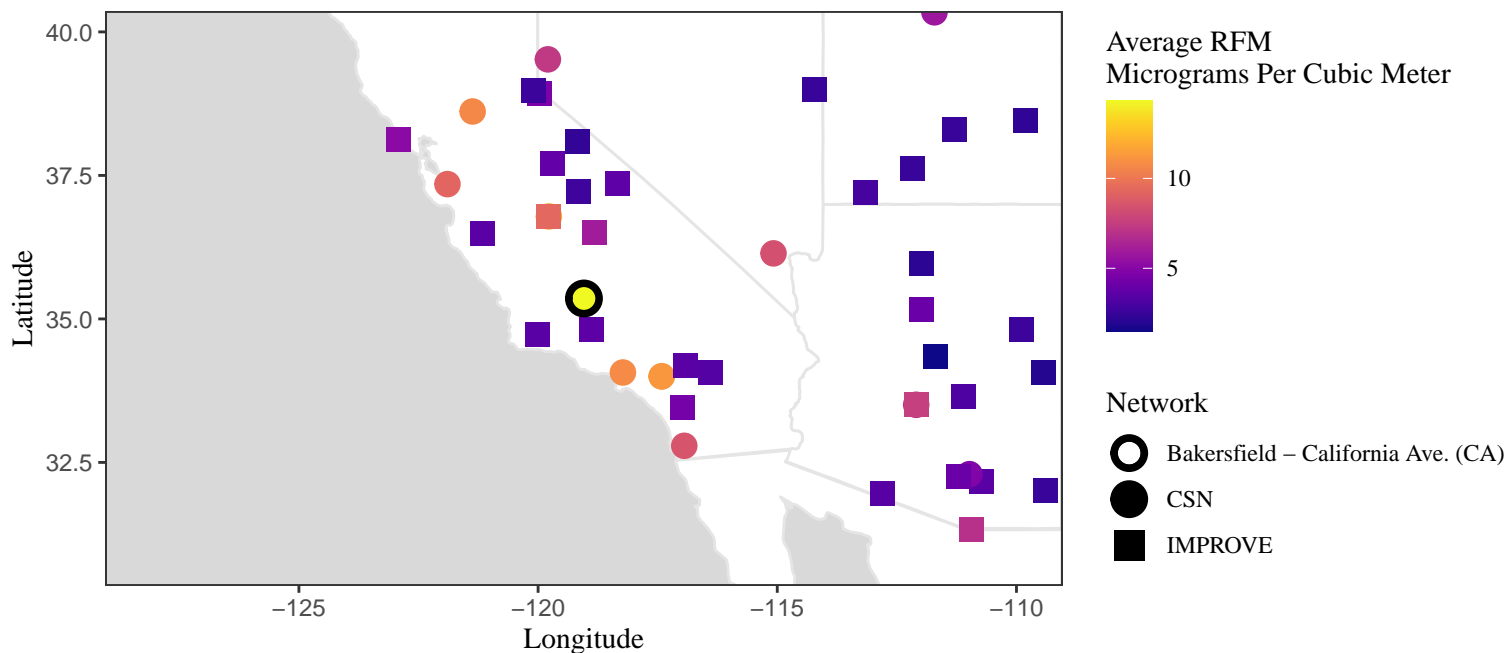 40.0
37.5
35.0
32.5
Latitude
−125
−120
−115
−110
Longitude
Average RFM
Micrograms Per Cubic Meter
10
5
Network
Bakersfield – California Ave. (CA)
CSN
IMPROVE